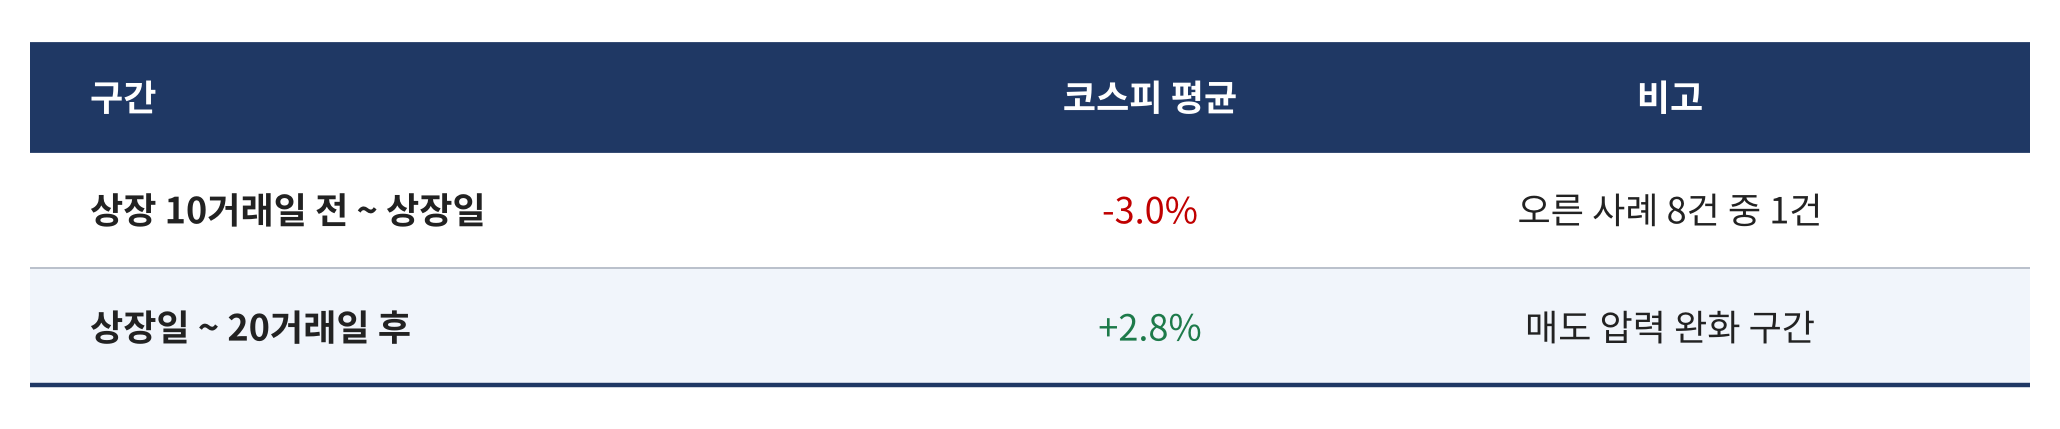 구간 코스피 평균 비고
상장 10거래일 전 ~ 상장일 -3.0% 오른 사례 8건 중 1건
상장일 ~ 20거래일 후 +2.8% 매도 압력 완화 구간